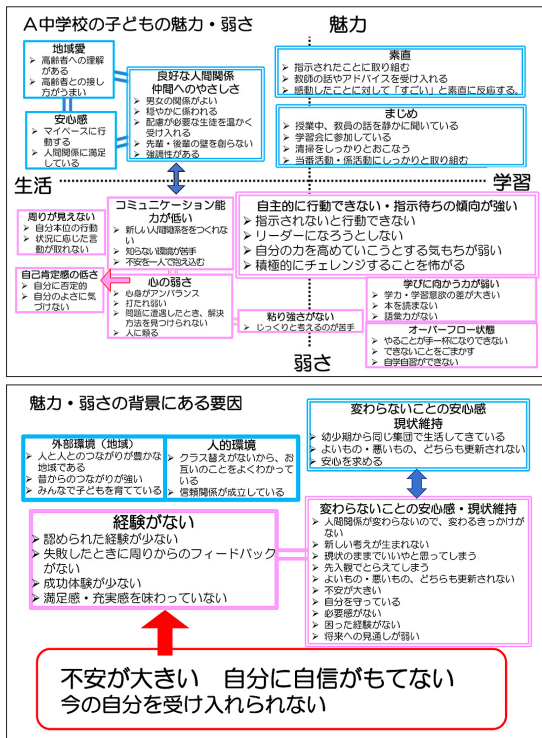 A中学校の子どもの魅力・弱さ
魅力
地域愛
➢ 高齢者への理解
がある
➢ 高齢者との接し
方がうまい
良好な人間関係
仲間へのやさしさ
➢ 男女の関係がよい
➢ 穏やかに係われる
➢ 配慮が必要な生徒を温かく
受け入れる
➢ 先輩・後輩の壁を創らない
➢ 強調性がある
安心感
➢ マイペースに行
動する
➢ 人間関係に満足
している
素直
➢ 指示されたことに取り組む
➢ 教師の話やアドバイスを受け入れる
➢ 感動したことに対して「すごい」と素直に反応する。
まじめ
➢ 授業中、教員の話を静かに聞いている
➢ 学習会に参加している
➢ 清掃をしっかりとおこなう
➢ 当番活動・係活動にしっかりと取り組む
生活
学習
周りが見えない
➢ 自分本位の行動
➢ 状況に応じた言
動が取れない
コミュニケーション能
力が低い
➢ 新しい人間関係ををつくれな
い
➢ 知らない環境が苦手
➢ 不安を一人で抱え込む
自主的に行動できない・指示待ちの傾向が強い
➢ 指示されないと行動できない
➢ リーダーになろうとしない
➢ 自分の力を高めていこうとする気もちが弱い
➢ 積極的にチェレンジすることを怖がる
自己肯定感の低さ
➢ 自分に否定的
➢ 自分のよさに気
づけない
心の弱さ
➢ 心身がアンバランス
➢ 打たれ弱い
➢ 問題に遭遇したとき、解決
方法を見つけられない
➢ 人に頼る
粘り強さがない
➢ じっくりと考えるのが苦手
学びに向かう力が弱い
➢ 学力・学習意欲の差が大きい
➢ 本を読まない
➢ 語彙力がない
オーバーフロー状態
➢ やることが手一杯になりできない
➢ できないことをごまかす
➢ 自学自習ができない
弱さ
魅力・弱さの背景にある要因
外部環境（地域）
➢ 人と人とのつながりが豊かな
地域である
➢ 昔からのつながりが強い
➢ みんなで子どもを育てている
人的環境
➢ クラス替えがないから、お
互いのことをよくわかって
いる
➢ 信頼関係が成立している
変わらないことの安心感
現状維持
➢ 幼少期から同じ集団で生活してきている
➢ よいもの・悪いもの、どちらも更新されない
➢ 安心を求める
経験がない
➢ 認められた経験が少ない
➢ 失敗したときに周りからのフィードバック
がない
➢ 成功体験が少ない
➢ 満足感・充実感を味わっていない
変わらないことの安心感・現状維持
➢ 人間関係が変わらないので、変わるきっかけが
ない
➢ 新しい考えが生まれない
➢ 現状のままでいいやと思ってしまう
➢ 先入観でとらえてしまう
➢ よいもの・悪いもの、どちらも更新されない
➢ 不安が大きい
➢ 自分を守っている
➢ 必要感がない
➢ 困った経験がない
➢ 将来への見通しが弱い
不安が大きい　自分に自信がもてない
今の自分を受け入れられない